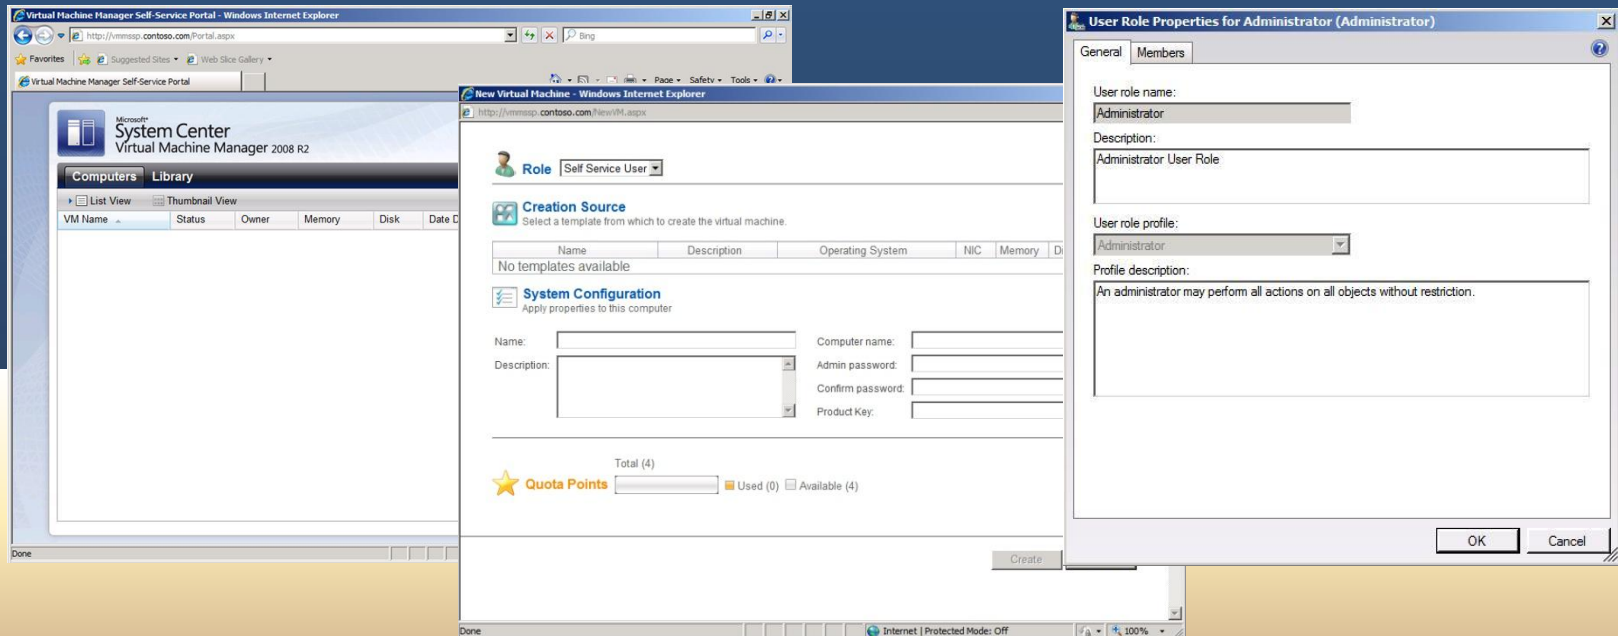 Virtual Machine Manager Self-Service Portal - Windows Internet Explorer
http://vmmssp.contoso.com/Portal.aspx
Bing
Favorites Suggested Sites Web Slice Gallery
Virtual Machine Manager Self-Service Portal
Page Safety Tools
Microsoft
System Center
Virtual Machine Manager 2008 R2
Computers Library
List View Thumbnail View
VM Name Status Owner Memory Disk Date D
Done
New Virtual Machine - Windows Internet Explorer
http://vmmssp.contoso.com/NewVM.aspx
Role Self Service User
Creation Source
Select a template from which to create the virtual machine.
Name Description Operating System NIC Memory Di
No templates available
System Configuration
Apply properties to this computer
Name:
Description:
Computer name:
Admin password:
Confirm password:
Product Key:
Total (4)
Quota Points Used (0) Available (4)
Create
Done Internet | Protected Mode: Off 100%
User Role Properties for Administrator (Administrator)
General Members
User role name:
Administrator
Description:
Administrator User Role
User role profile:
Administrator
Profile description:
An administrator may perform all actions on all objects without restriction.
OK Cancel